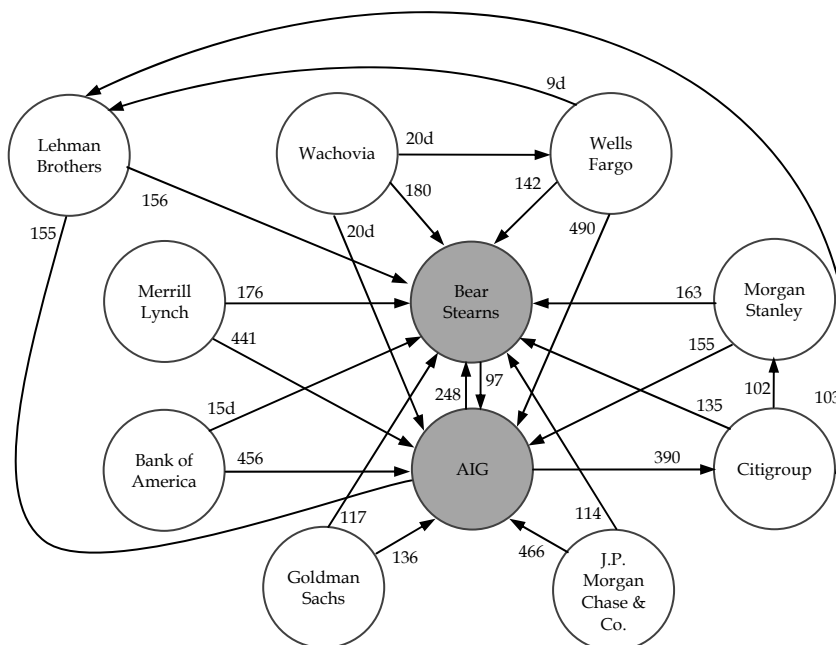 9d
Lehman
Brothers
Wachovia
20d
Wells
Fargo
156
180
142
155
20d
490
Merrill
Lynch
176
Bear
Stearns
163
Morgan
Stanley
441
155
97
248
102
103
15d
135
Bank of
America
456
AIG
390
Citigroup
117
114
136
466
Goldman
Sachs
J.P.
Morgan
Chase &
Co.